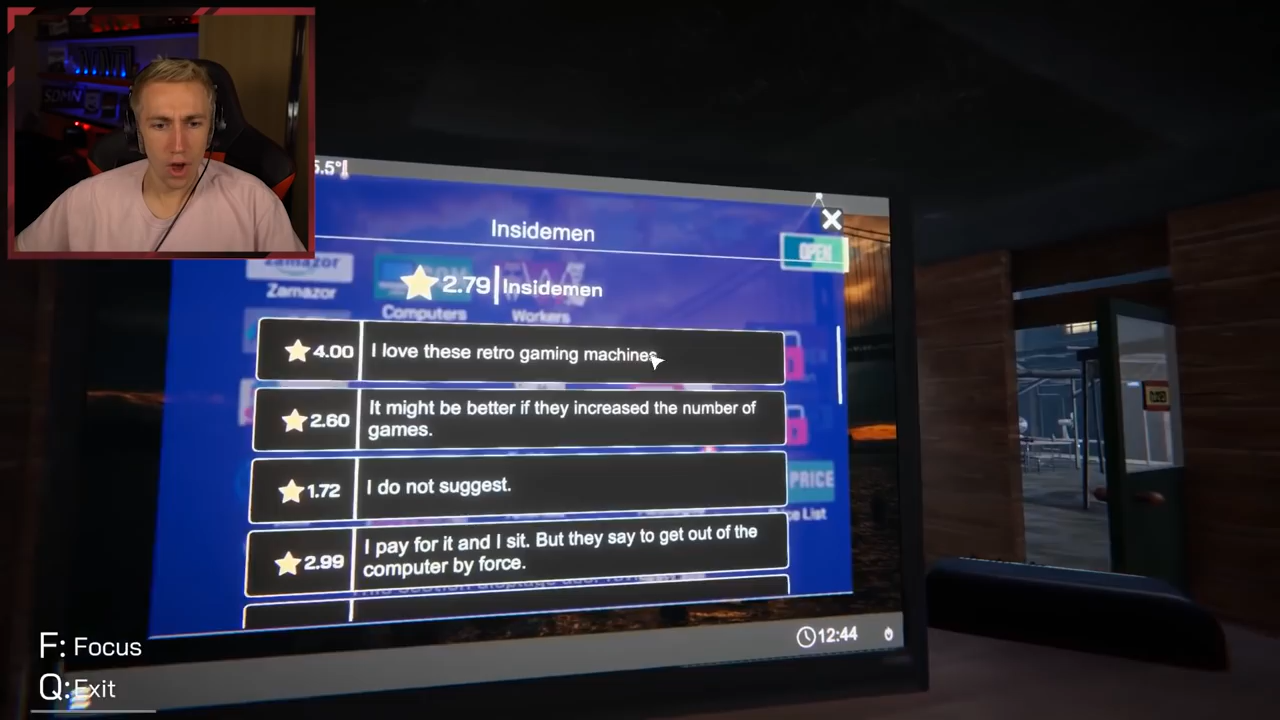 SDMN
5.5°
Insidemen
OPEN
2.79 Insidemen
zamazor
Zamazor
Computers
Workers
4.00 I love these retro gaming machines.
2.60 It might be better if they increased the number of
games.
1.72 I do not suggest.
PRICE
2.99 I pay for it and I sit. But they say to get out of the
computer by force.
12:44
F: Focus
Q: Exit